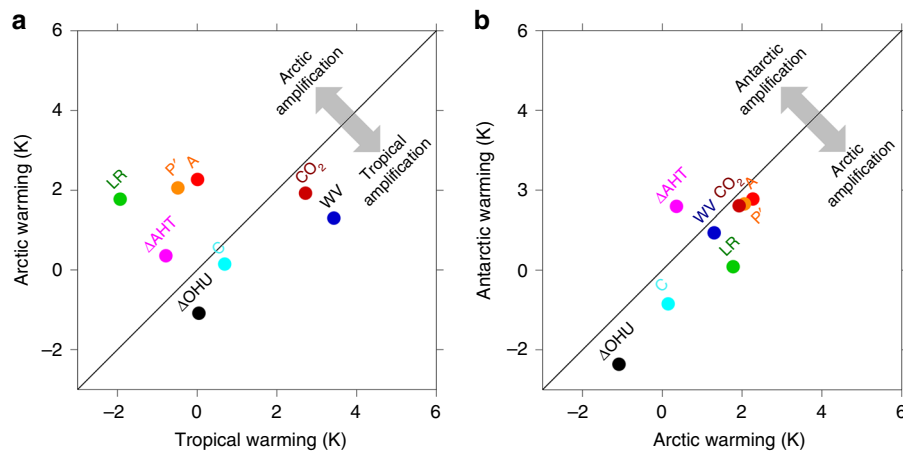 a
6
4
2
0
−2
Arctic warming (K)
Arctic
amplification
Tropical
amplification
LR
P′
A
ΔAHT
C
ΔOHU
CO2
WV
−2
0
2
4
6
Tropical warming (K)
b
6
4
3
0
−2
Antarctic warming (K)
Antarctic
amplification
Arctic
amplification
ΔAHT
WV
CO2
A
P′
LR
C
ΔOHU
−2
0
2
4
6
Arctic warming (K)